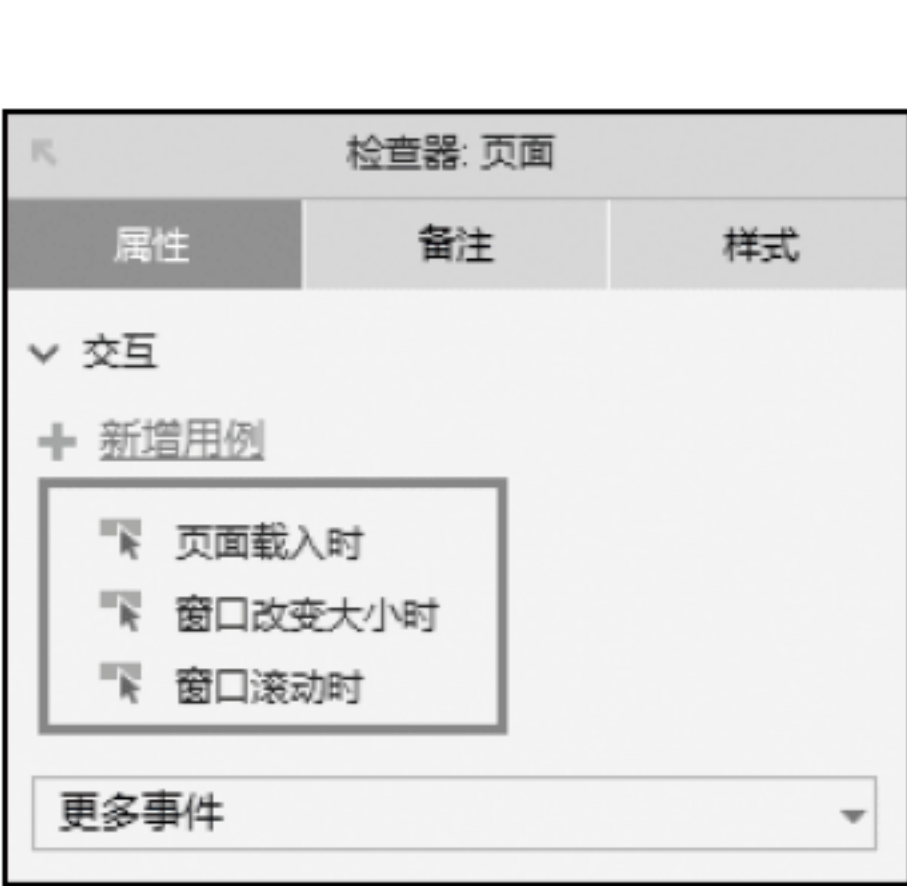 检查器: 页面
属性 备注 样式
交互
新增用例
页面载入时
窗口改变大小时
窗口滚动时
更多事件